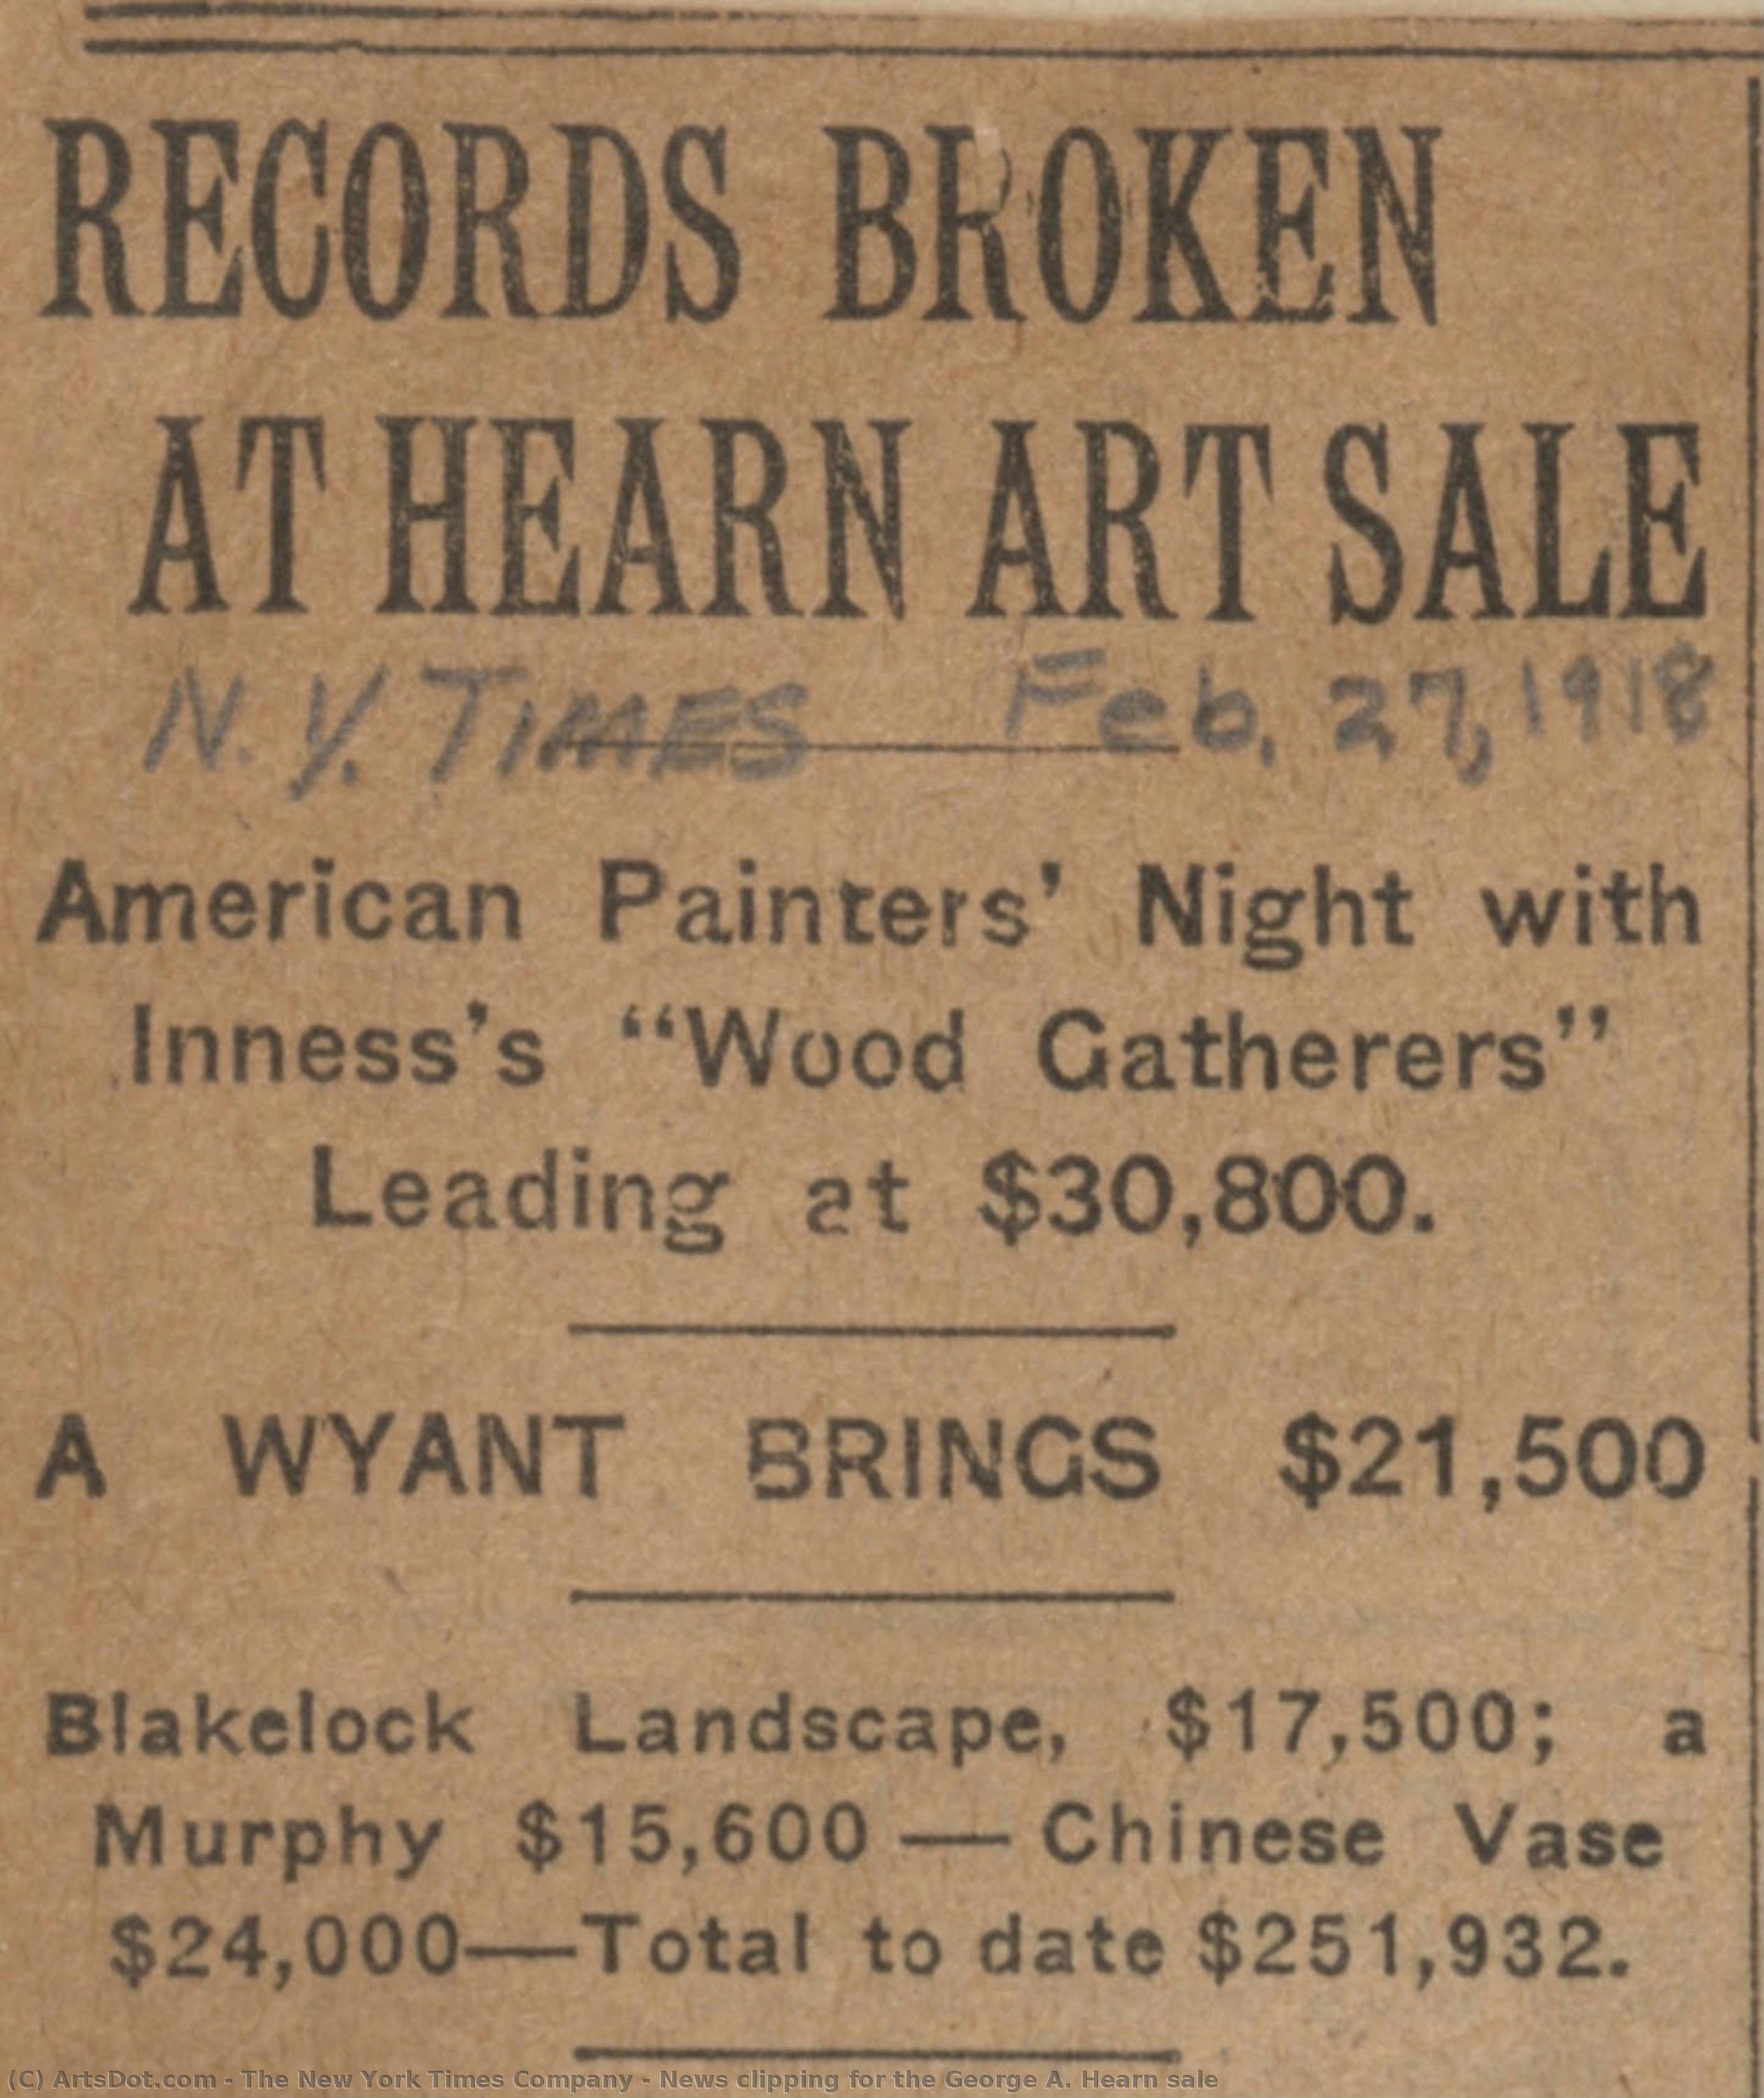 RECORDS BROKEN
AT HEARN ART SALE
N.Y. TIMES Feb. 27, 1918
American Painters' Night with
Inness's "Wood Gatherers"
Leading at $30,800.
A WYANT BRINGS $21,500
Blakelock Landscape, $17,500; a
Murphy $15,600 — Chinese Vase
$24,000—Total to date $251,932.
(C) ArtsDot.com - The New York Times Company - News clipping for the George A. Hearn sale